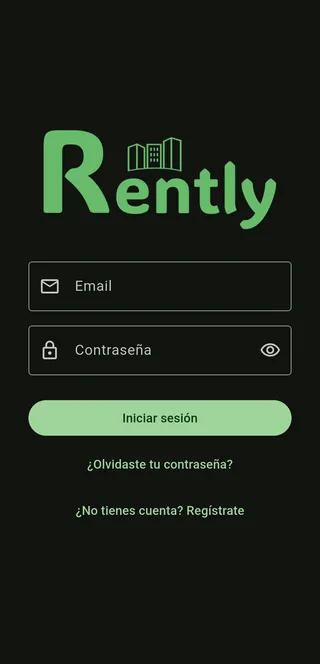 Rently
Email
Contraseña
Iniciar sesión
¿Olvidaste tu contraseña?
¿No tienes cuenta? Regístrate